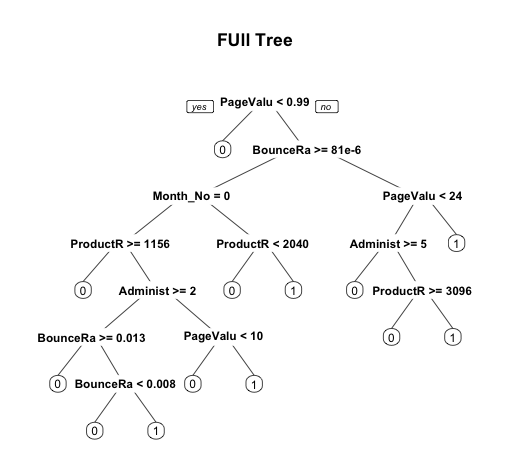 FUll Tree
yes PageValu < 0.99 no
0 BounceRa >= 81e-6
Month_No = 0 PageValu < 24
ProductR >= 1156 ProductR < 2040 Administ >= 5 1
0 Administ >= 2 0 1 0 ProductR >= 3096
BounceRa >= 0.013 PageValu < 10 0 1
0 BounceRa < 0.008 0 1
0 1